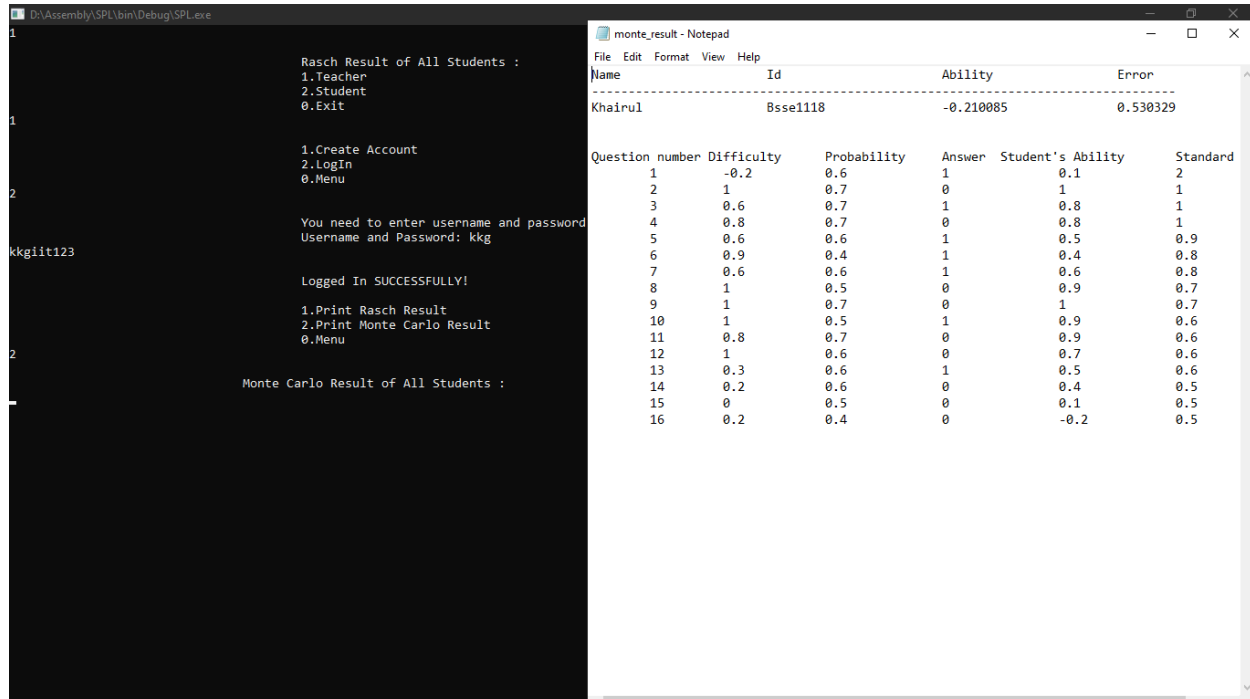 D:\Assembly\SPL\bin\Debug\SPL.exe
1
Rasch Result of All Students :
1.Teacher
2.Student
0.Exit
1
1.Create Account
2.LogIn
0.Menu
2
You need to enter username and password
Username and Password: kkg
kkgiit123
Logged In SUCCESSFULLY!
1.Print Rasch Result
2.Print Monte Carlo Result
0.Menu
2
Monte Carlo Result of All Students :
monte_result - Notepad
File Edit Format View Help
Name Id Ability Error
--------------------------------------------------------------------------------
Khairul Bsse1118 -0.210085 0.530329
Question number Difficulty Probability Answer Student's Ability Standard
1 -0.2 0.6 1 0.1 2
2 1 0.7 0 1 1
3 0.6 0.7 1 0.8 1
4 0.8 0.7 0 0.8 1
5 0.6 0.6 1 0.5 0.9
6 0.9 0.4 1 0.4 0.8
7 0.6 0.6 1 0.6 0.8
8 1 0.5 0 0.9 0.7
9 1 0.7 0 1 0.7
10 1 0.5 1 0.9 0.6
11 0.8 0.7 0 0.9 0.6
12 1 0.6 0 0.7 0.6
13 0.3 0.6 1 0.5 0.6
14 0.2 0.6 0 0.4 0.5
15 0 0.5 0 0.1 0.5
16 0.2 0.4 0 -0.2 0.5